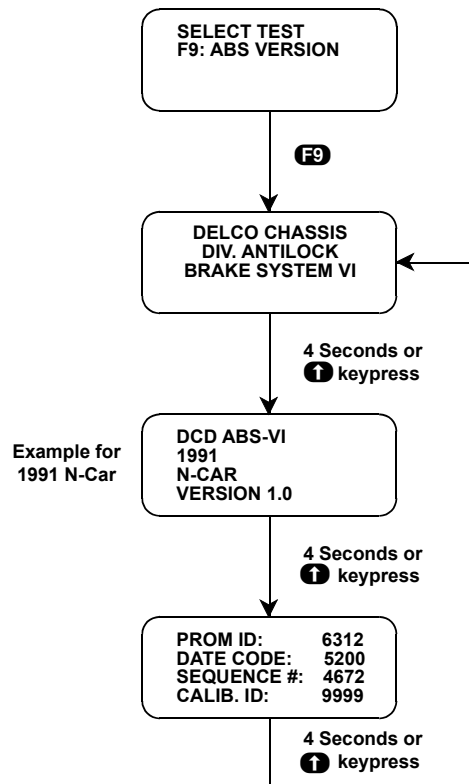 SELECT TEST
F9: ABS VERSION
F9
DELCO CHASSIS
DIV. ANTILOCK
BRAKE SYSTEM VI
4 Seconds or
↑ keypress
Example for
1991 N-Car
DCD ABS-VI
1991
N-CAR
VERSION 1.0
4 Seconds or
↑ keypress
PROM ID: 6312
DATE CODE: 5200
SEQUENCE #: 4672
CALIB. ID: 9999
4 Seconds or
↑ keypress